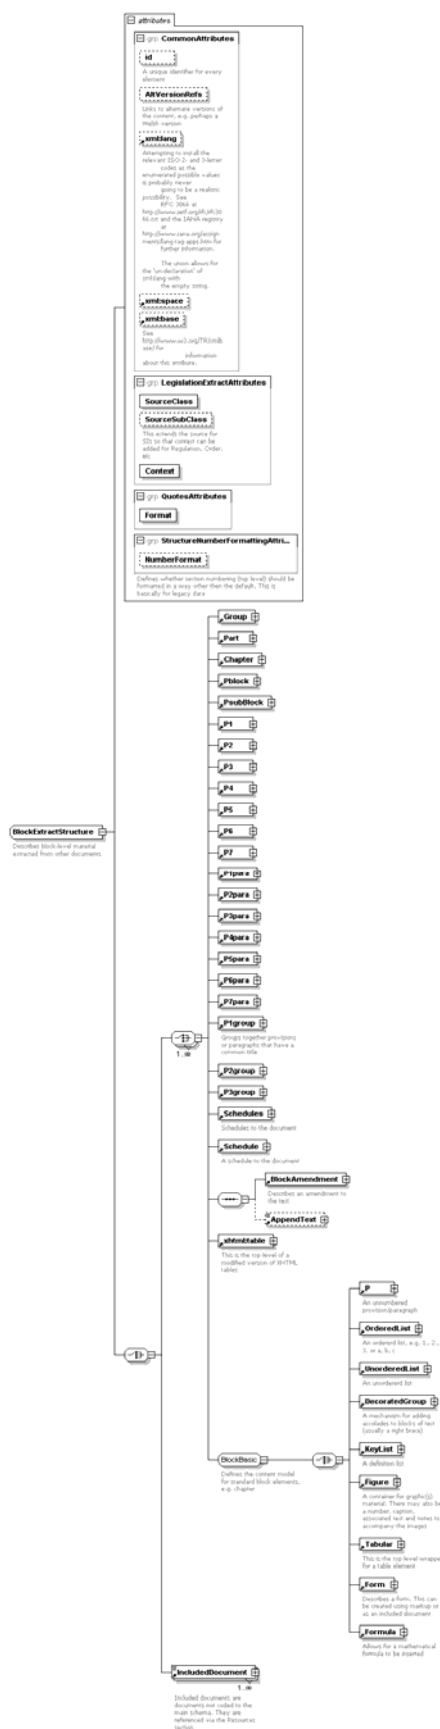 attributes
grp CommonAttributes
id
A unique identifier for every
element
AltVersionRefs
Links to alternate versions of
the content, e.g. perhaps a
Welsh version
xml:lang
Attempting to install the
relevant ISO 2- and 3-letter
codes as the
enumerated possible values
is probably never
going to be a realistic
possibility. See
RFC 3066 at
and the IANA registry
at
for
further information.
The union allows for
the 'un-declaration' of
xml:lang with
the empty string.
xml:space
xml:base
See
for
information
about this attribute.
grp LegislationExtractAttributes
SourceClass
SourceSubClass
This extends the source for
SIs so that context can be
added for Regulation, Order,
etc
Context
grp QuotesAttributes
Format
grp StructureNumberFormattingAttri...
NumberFormat
Defines whether section numbering (top level) should be
formatted in a way other then the default. This is
basically for legacy data
Group
Part
Chapter
Pblock
PsubBlock
P1
P2
P3
P4
P5
P6
P7
P1para
P2para
P3para
P4para
P5para
P6para
P7para
P1group
Groups together provisions
or paragraphs that have a
common title
P2group
P3group
Schedules
Schedules to the document
Schedule
A schedule to the document
BlockAmendment
Describes an amendment to
the text
AppendText
xhtml:table
This is the top level of a
modified version of XHTML
tables
BlockExtractStructure
Describes block-level material
extracted from other documents
1..∞
BlockBasic
Defines the content model
for standard block elements,
e.g. chapter
P
An unnumbered
provision/paragraph
OrderedList
An ordered list, e.g. 1., 2.,
3. or a, b, c
UnorderedList
An unordered list
DecoratedGroup
A mechanism for adding
accolades to blocks of text
(usually a right brace)
KeyList
A definition list
Figure
A container for graphic(s)
material. There may also be
a number, caption,
associated text and notes to
accompany the images
Tabular
This is the top level wrappe
for a table element
Form
Describes a form. This can
be created using markup or
as an included document
Formula
Allows for a mathematical
formula to be inserted
IncludedDocument
1..∞
Included documents are
documents not coded to the
main schema. They are
referenced via the Resources
section